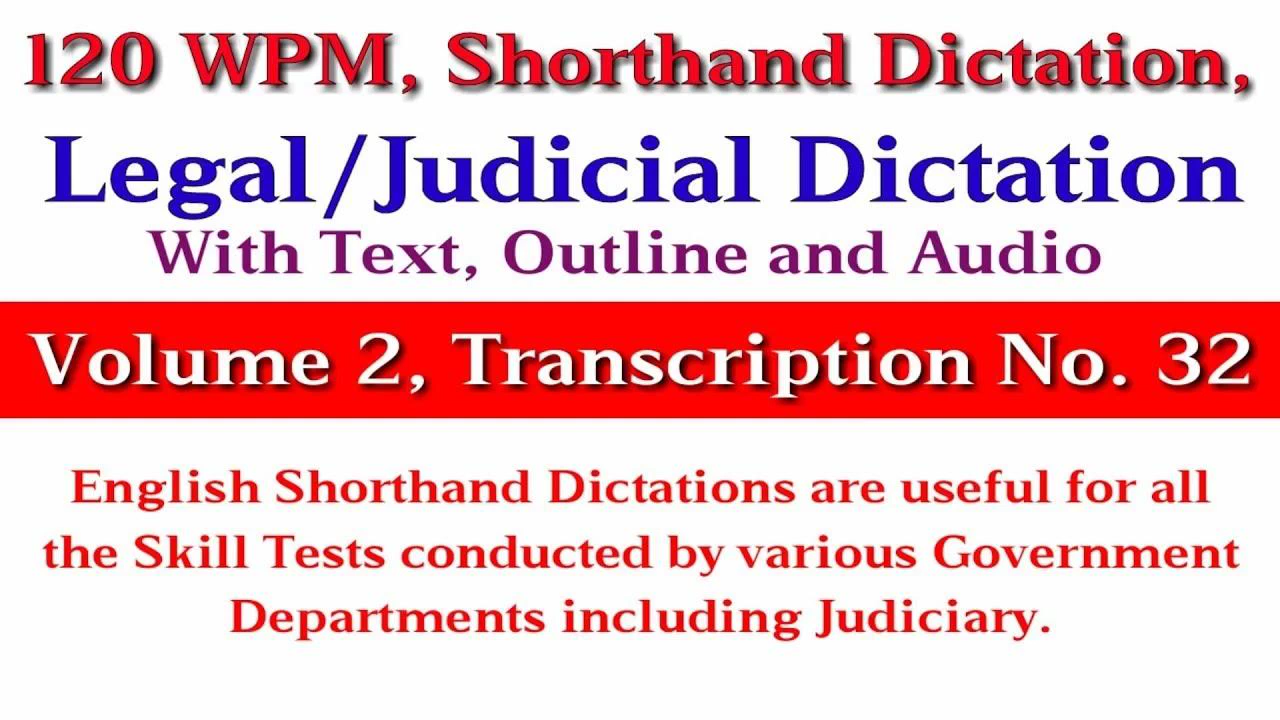 120 WPM, Shorthand Dictation,
Legal/Judicial Dictation
With Text, Outline and Audio
Volume 2, Transcription No. 32
English Shorthand Dictations are useful for all
the Skill Tests conducted by various Government
Departments including Judiciary.